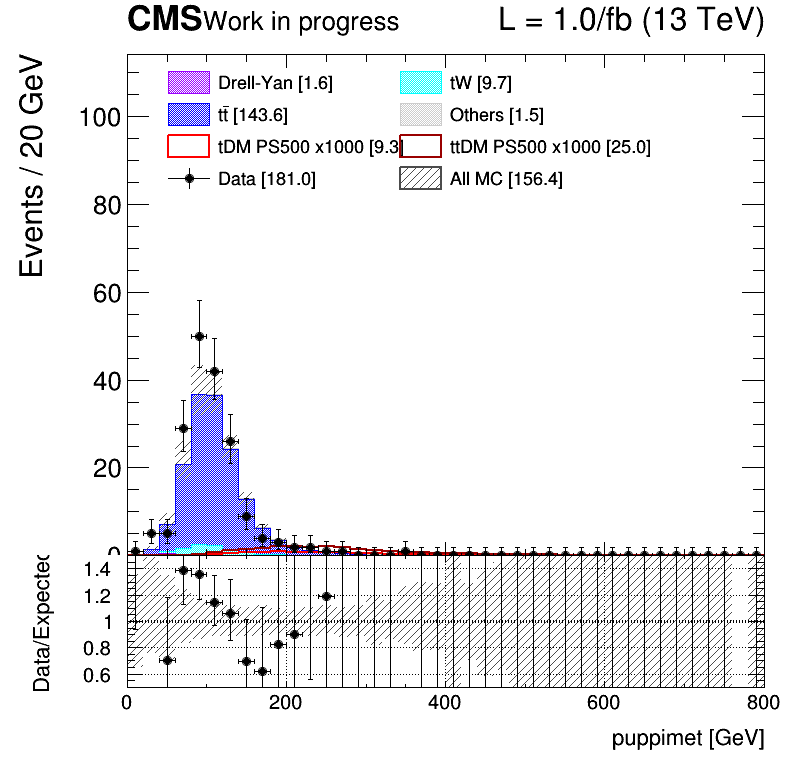 CMS Work in progress L = 1.0/fb (13 TeV)
Events / 20 GeV
Drell-Yan [1.6] tW [9.7]
tt̄ [143.6] Others [1.5]
tDM PS500 x1000 [9.3] ttDM PS500 x1000 [25.0]
Data [181.0] All MC [156.4]
100
80
60
40
20
0
Data/Expected
1.4
1.2
1
0.8
0.6
0 200 400 600 800
puppimet [GeV]